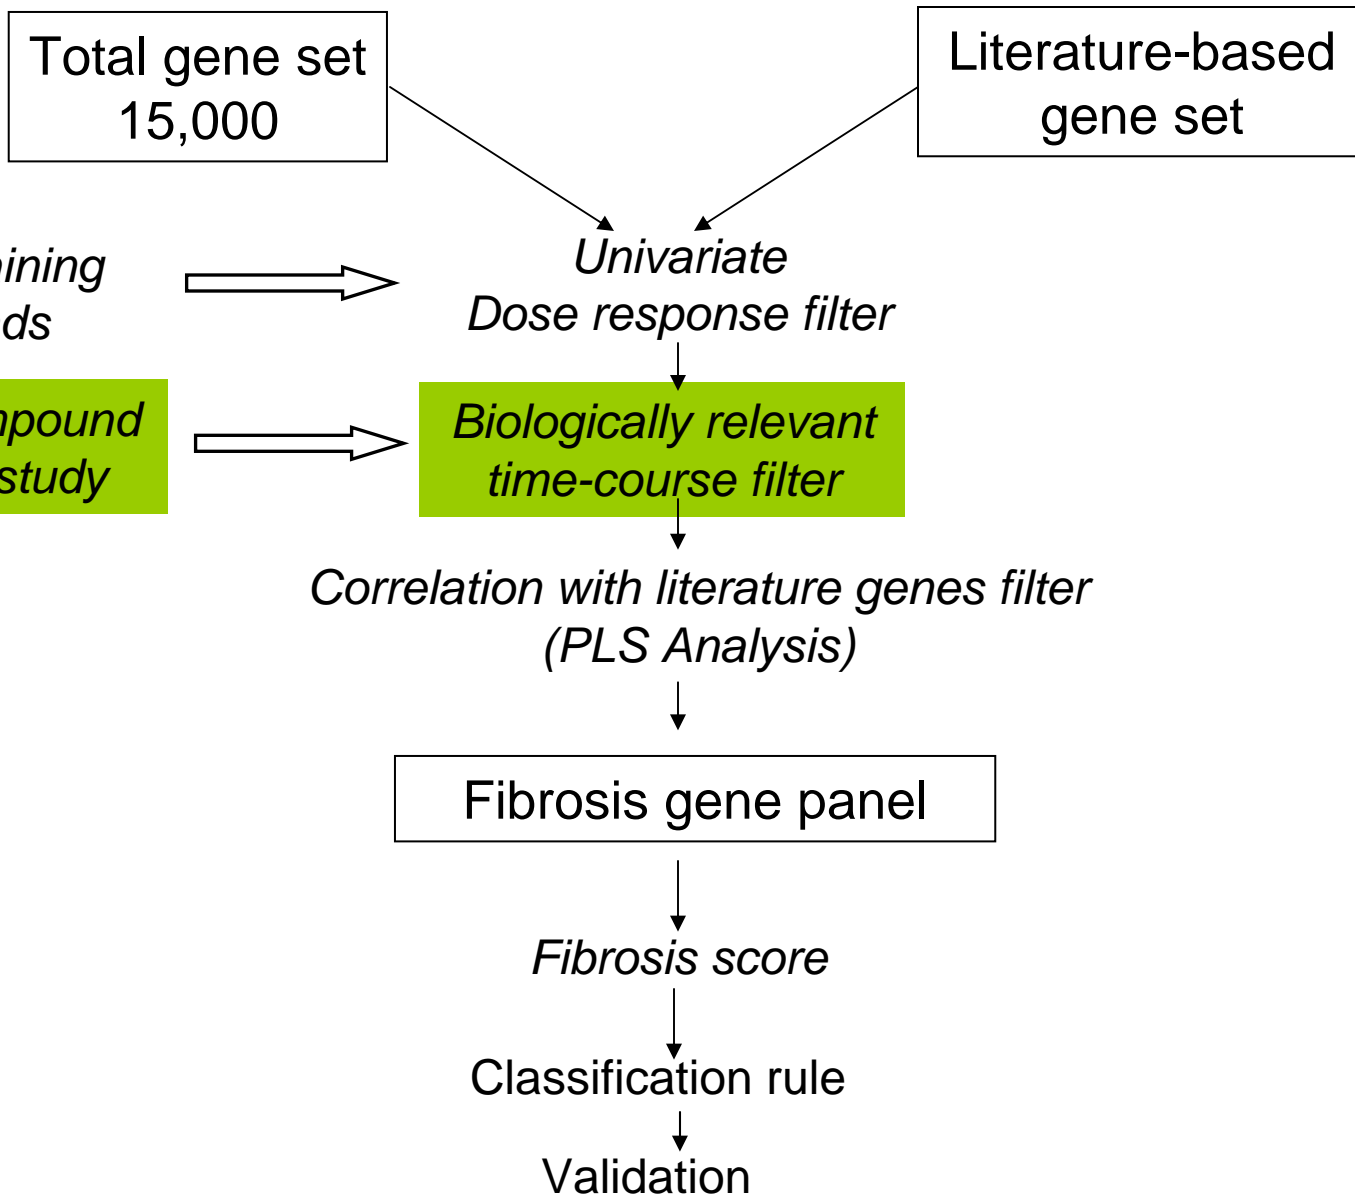 Total gene set
15,000
Literature-based
gene set
Univariate
Dose response filter
study
Biologically relevant
time-course filter
Correlation with literature genes filter
(PLS Analysis)
Fibrosis gene panel
Fibrosis score
Classification rule
Validation